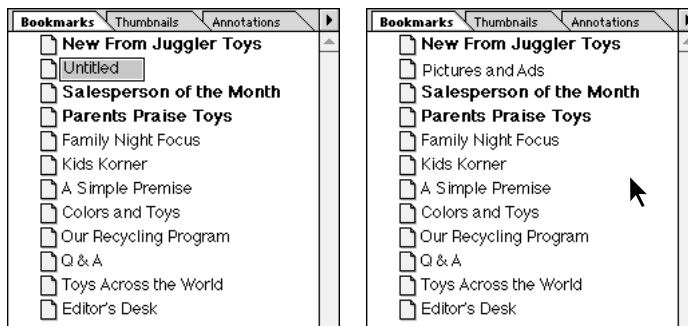 Bookmarks Thumbnails Annotations
New From Juggler Toys
Untitled
Salesperson of the Month
Parents Praise Toys
Family Night Focus
Kids Korner
A Simple Premise
Colors and Toys
Our Recycling Program
Q & A
Toys Across the World
Editor's Desk
Bookmarks Thumbnails Annotations
New From Juggler Toys
Pictures and Ads
Salesperson of the Month
Parents Praise Toys
Family Night Focus
Kids Korner
A Simple Premise
Colors and Toys
Our Recycling Program
Q & A
Toys Across the World
Editor's Desk